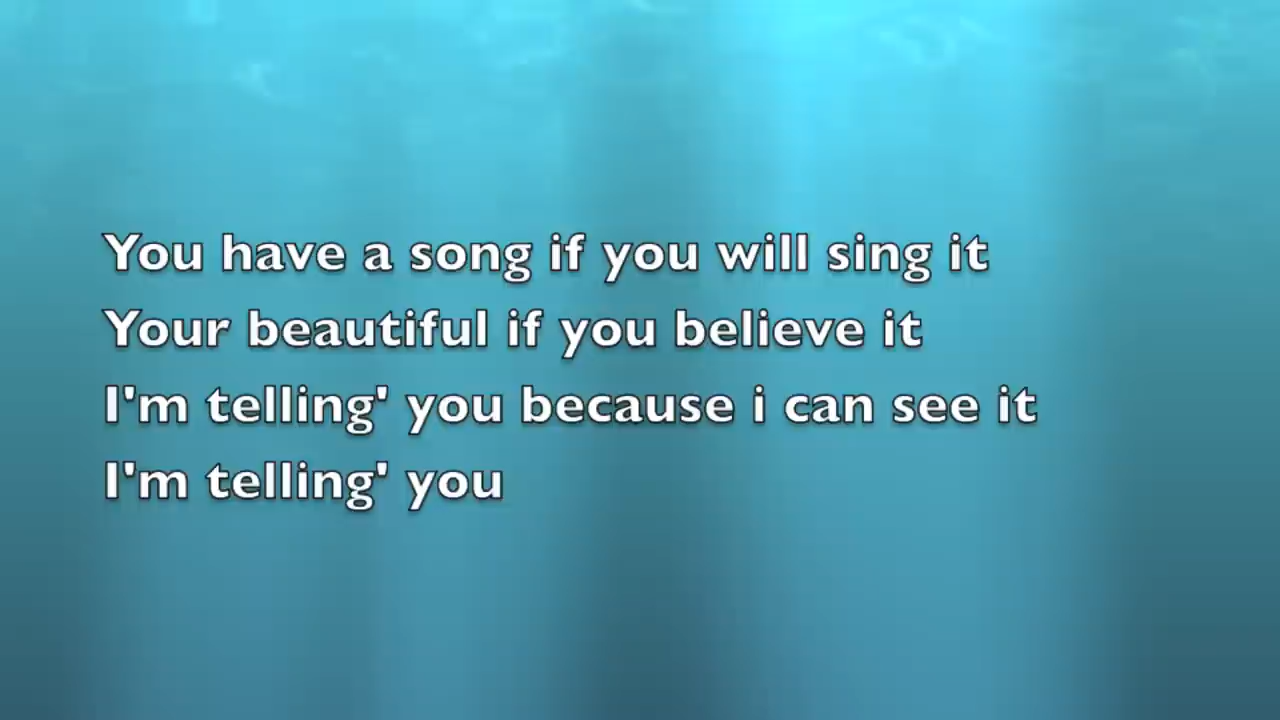 You have a song if you will sing it
Your beautiful if you believe it
I'm telling' you because i can see it
I'm telling' you